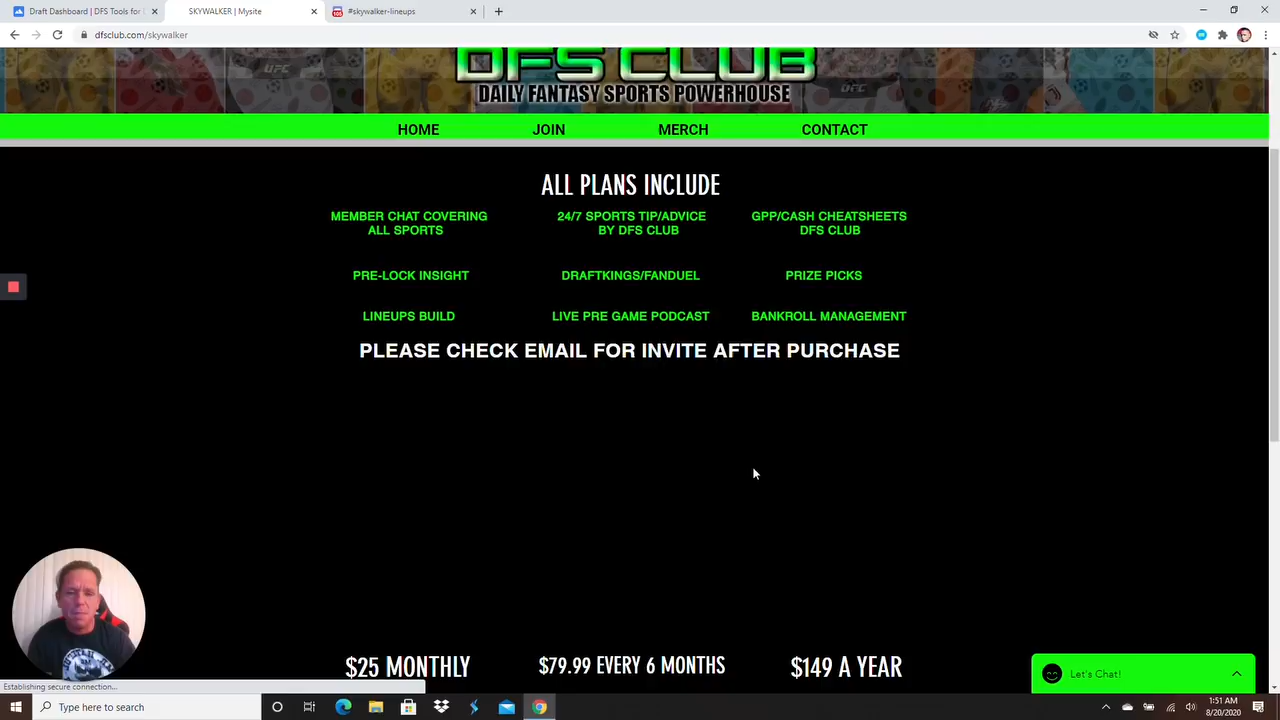 Draft Dashboard | DFS Tools for
SKYWALKER | Mysite
#skywalker-lineups
dfsclub.com/skywalker
UFC
UFC
DFS CLUB
DAILY FANTASY SPORTS POWERHOUSE
HOME
JOIN
MERCH
CONTACT
ALL PLANS INCLUDE
MEMBER CHAT COVERING
ALL SPORTS
24/7 SPORTS TIP/ADVICE
BY DFS CLUB
GPP/CASH CHEATSHEETS
DFS CLUB
PRE-LOCK INSIGHT
DRAFTKINGS/FANDUEL
PRIZE PICKS
LINEUPS BUILD
LIVE PRE GAME PODCAST
BANKROLL MANAGEMENT
PLEASE CHECK EMAIL FOR INVITE AFTER PURCHASE
$25 MONTHLY
$79.99 EVERY 6 MONTHS
$149 A YEAR
Let's Chat!
Establishing secure connection...
Type here to search
1:51 AM
8/20/2020